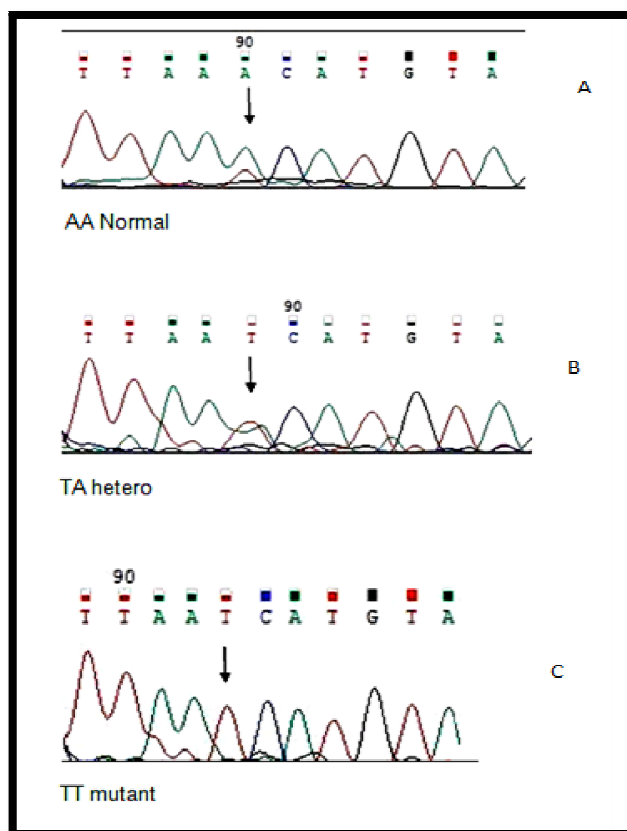 90
T T A A A C A T G T A
A
AA Normal
90
T T A A T C A T G T A
B
TA hetero
90
T T A A T C A T G T A
C
TT mutant